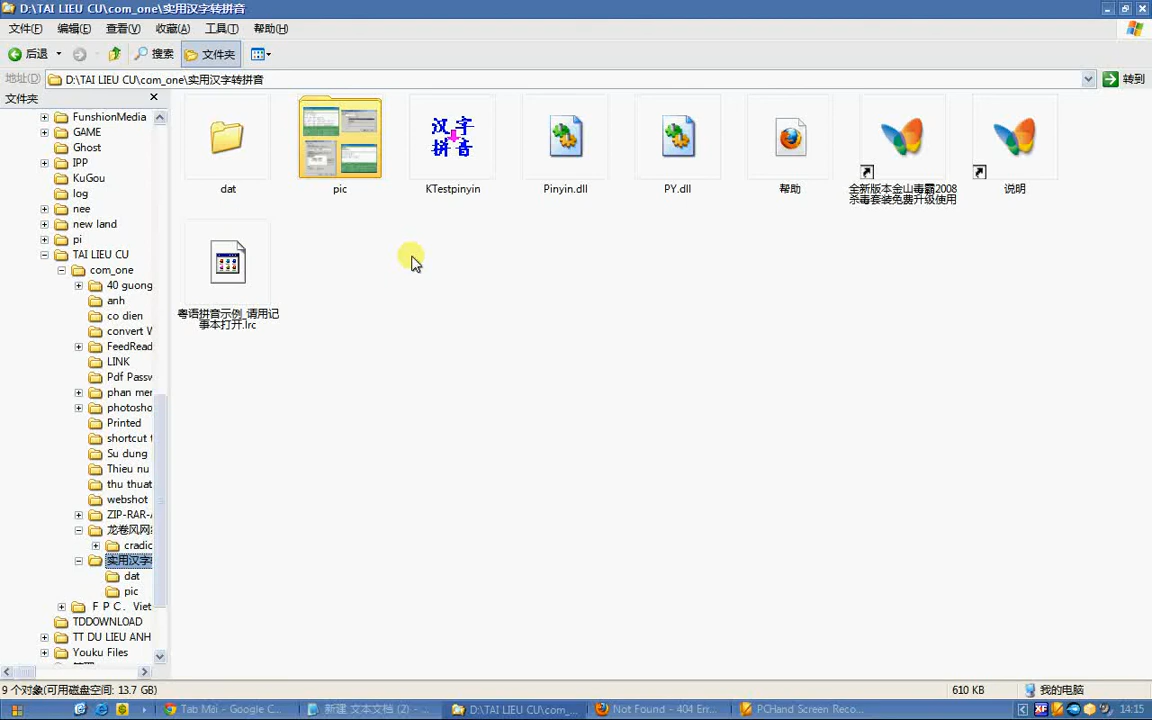 D:\TAI LIEU CU\com_one\实用汉字转拼音
文件(F) 编辑(E) 查看(V) 收藏(A) 工具(T) 帮助(H)
后退 搜索 文件夹
地址(D) D:\TAI LIEU CU\com_one\实用汉字转拼音 转到
文件夹
FunshionMedia
GAME
Ghost
IPP
KuGou
log
nee
new land
pi
TAI LIEU CU
com_one
40 guong
anh
co dien
convert W
FeedRead
LINK
Pdf Passw
phan mer
photosho
Printed
shortcut t
Su dung
Thieu nu
thu thuat
webshot
ZIP-RAR-
龙卷风网
cradic
实用汉字
dat
pic
F P C. Viet
TDDOWNLOAD
TT DU LIEU ANH
Youku Files
汉字
拼音
dat pic KTestpinyin Pinyin.dll PY.dll 帮助 全新版本金山毒霸2008 说明
杀毒套装免费升级使用
粤语拼音示例_请用记
事本打开.lrc
9 个对象(可用磁盘空间: 13.7 GB) 610 KB 我的电脑
Tab Mới - Google C... 新建 文本文档 (2) - ... D:\TAI LIEU CU\com_... Not Found - 404 Err... PCHand Screen Reco... 14:15